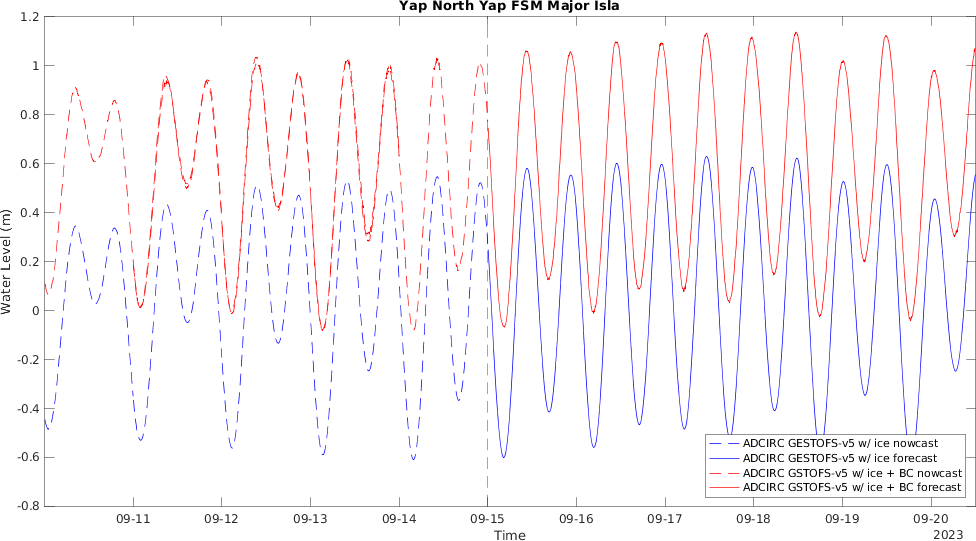 Yap North Yap FSM Major Isla
1.2
1
0.8
0.6
0.4
0.2
0
-0.2
-0.4
-0.6
-0.8
Water Level (m)
ADCIRC GESTOFS-v5 w/ ice nowcast
ADCIRC GESTOFS-v5 w/ ice forecast
ADCIRC GSTOFS-v5 w/ ice + BC nowcast
ADCIRC GSTOFS-v5 w/ ice + BC forecast
09-11 09-12 09-13 09-14 09-15 09-16 09-17 09-18 09-19 09-20
Time
2023